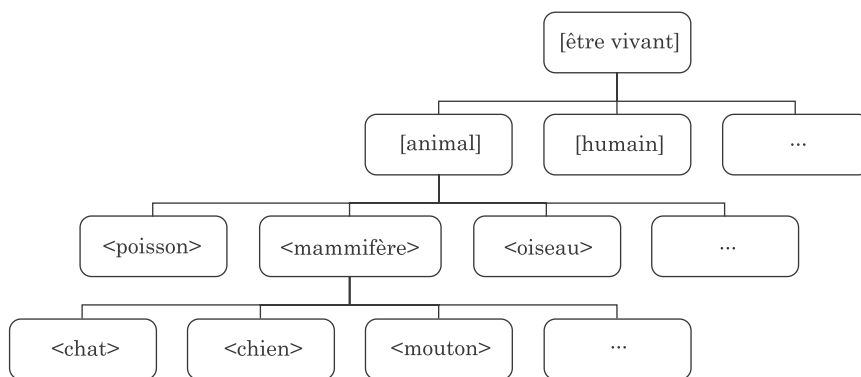 [être vivant]
[animal] [humain] ...
<poisson> <mammifère> <oiseau> ...
<chat> <chien> <mouton> ...